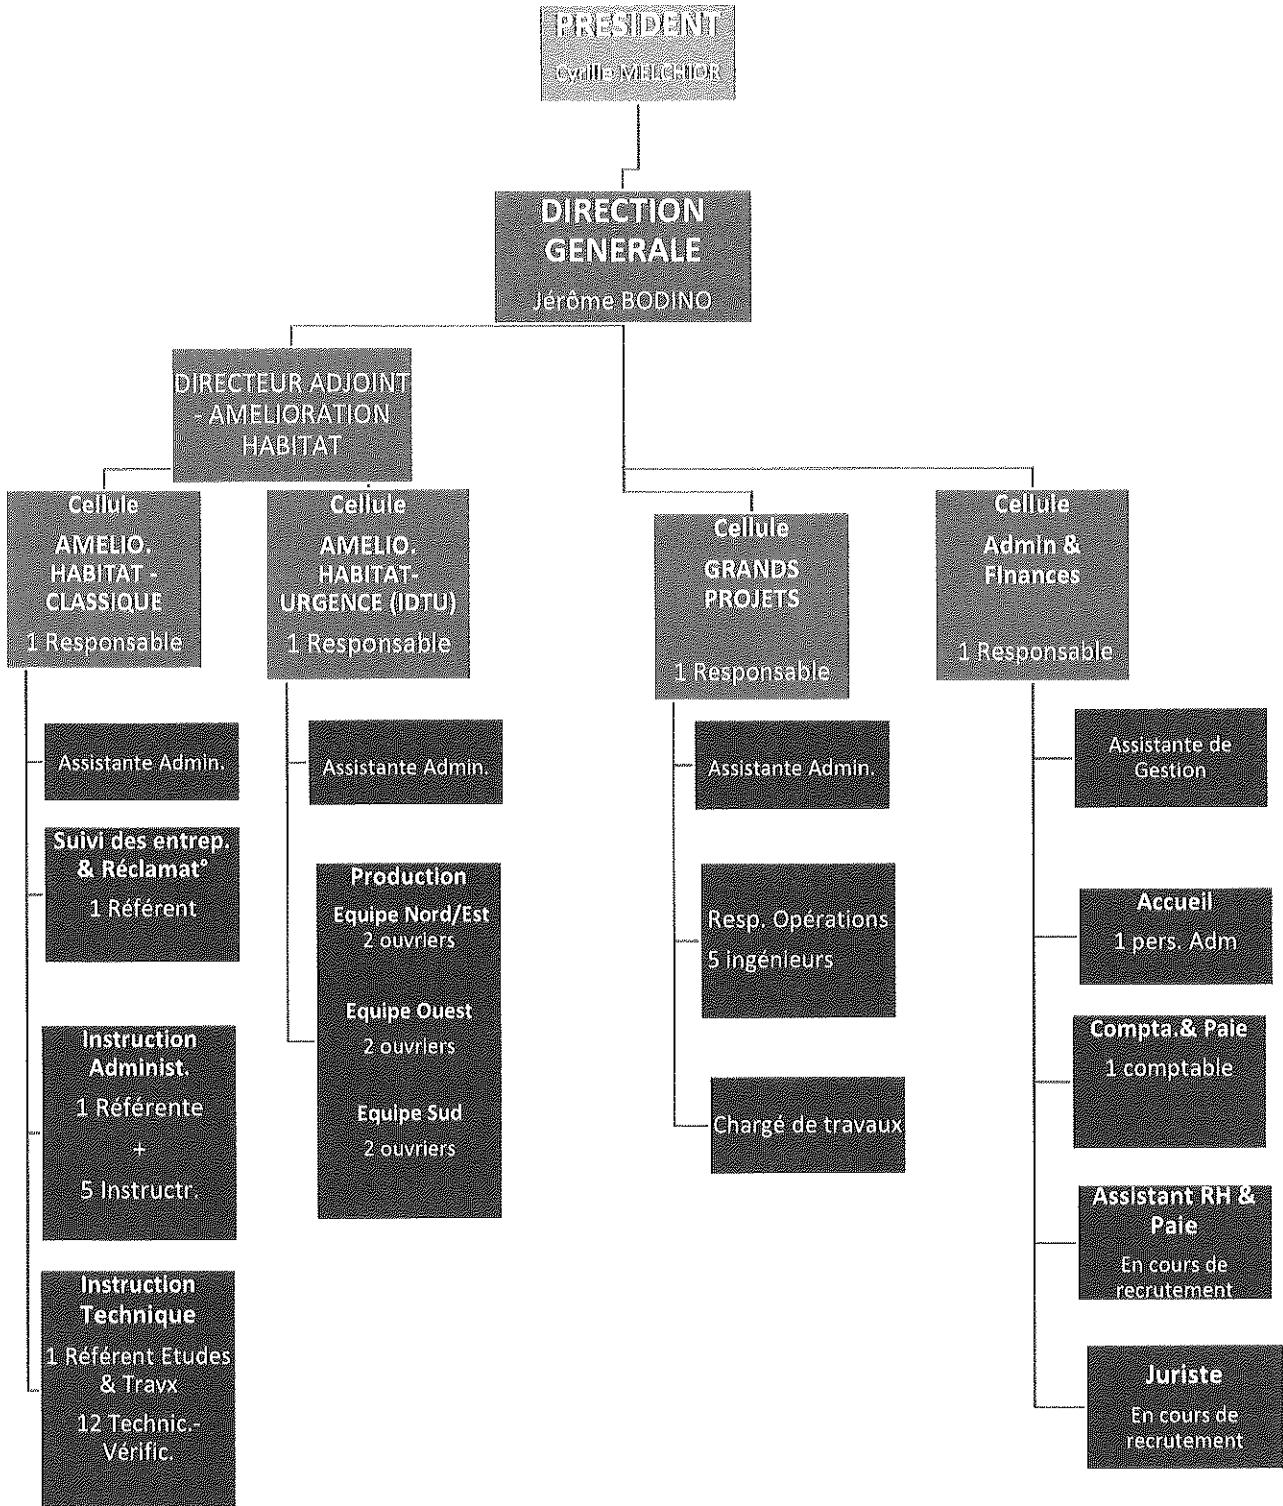 PRESIDENT
Cyrille MELCHIOR
DIRECTION
GENERALE
Jérôme BODINO
DIRECTEUR ADJOINT
- AMELIORATION
HABITAT
Cellule
AMELIO.
HABITAT -
CLASSIQUE
1 Responsable
Assistante Admin.
Suivi des entrep.
& Réclamat°
1 Référent
Instruction
Administ.
1 Référente
+
5 Instructr.
Instruction
Technique
1 Référent Etudes
& Travx
12 Technic.-
Vérific.
Cellule
AMELIO.
HABITAT-
URGENCE (IDTU)
1 Responsable
Assistante Admin.
Production
Equipe Nord/Est
2 ouvriers
Equipe Ouest
2 ouvriers
Equipe Sud
2 ouvriers
Cellule
GRANDS
PROJETS
1 Responsable
Assistante Admin.
Resp. Opérations
5 ingénieurs
Chargé de travaux
Cellule
Admin &
Finances
1 Responsable
Assistante de
Gestion
Accueil
1 pers. Adm
Compta.& Paie
1 comptable
Assistant RH &
Paie
En cours de
recrutement
Juriste
En cours de
recrutement